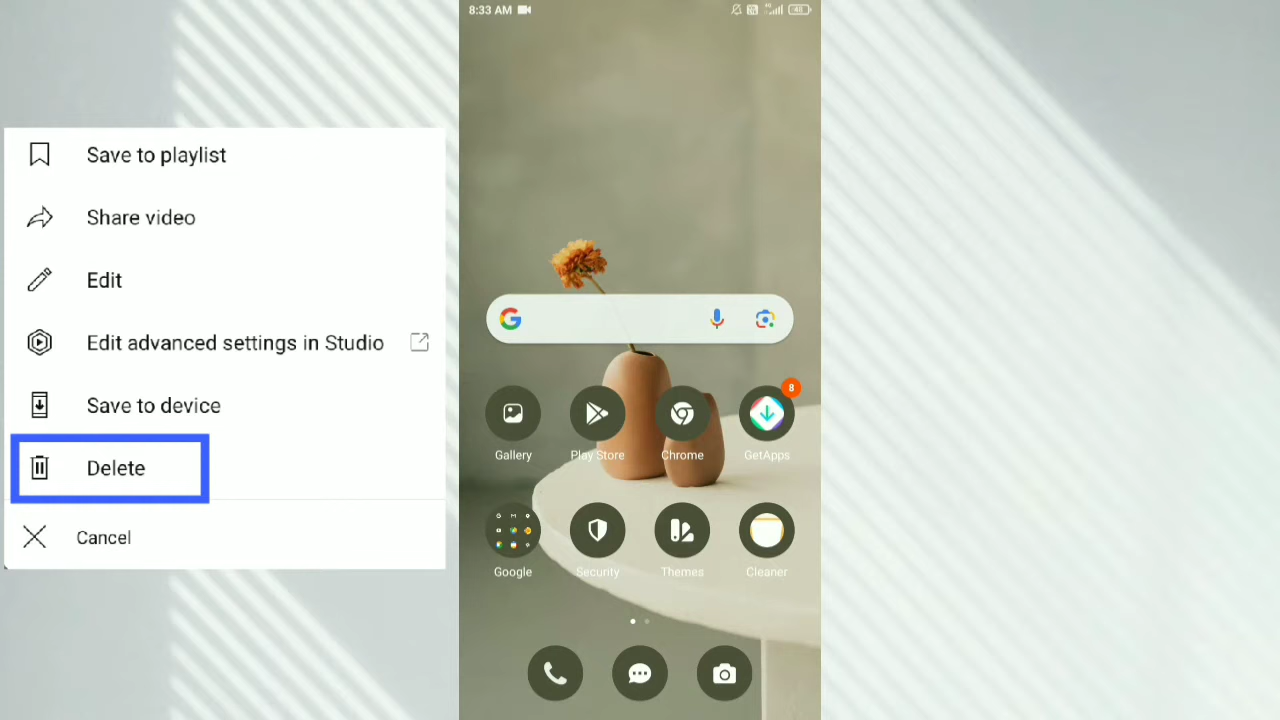 Save to playlist
Share video
Edit
Edit advanced settings in Studio
Save to device
Delete
Cancel
8:33 AM
8
Gallery
Play Store
Chrome
GetApps
Google
Security
Themes
Cleaner